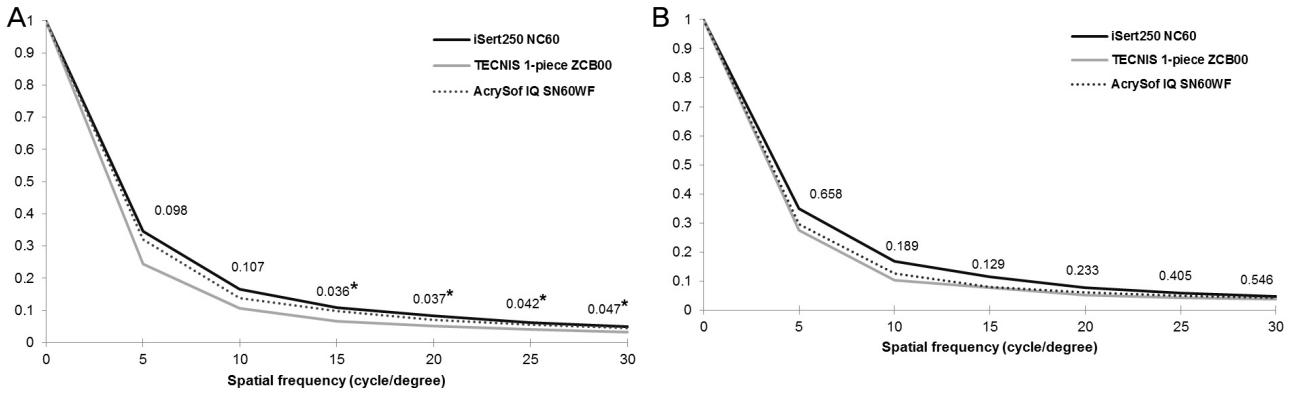 A
1
0.9
0.8
0.7
0.6
0.5
0.4
0.3
0.2
0.1
0
iSert250 NC60
TECNIS 1-piece ZCB00
AcrySof IQ SN60WF
0.098
0.107
0.036*
0.037*
0.042*
0.047*
0 5 10 15 20 25 30
Spatial frequency (cycle/degree)
B
1
0.9
0.8
0.7
0.6
0.5
0.4
0.3
0.2
0.1
0
iSert250 NC60
TECNIS 1-piece ZCB00
AcrySof IQ SN60WF
0.658
0.189
0.129
0.233
0.405
0.546
0 5 10 15 20 25 30
Spatial frequency (cycle/degree)